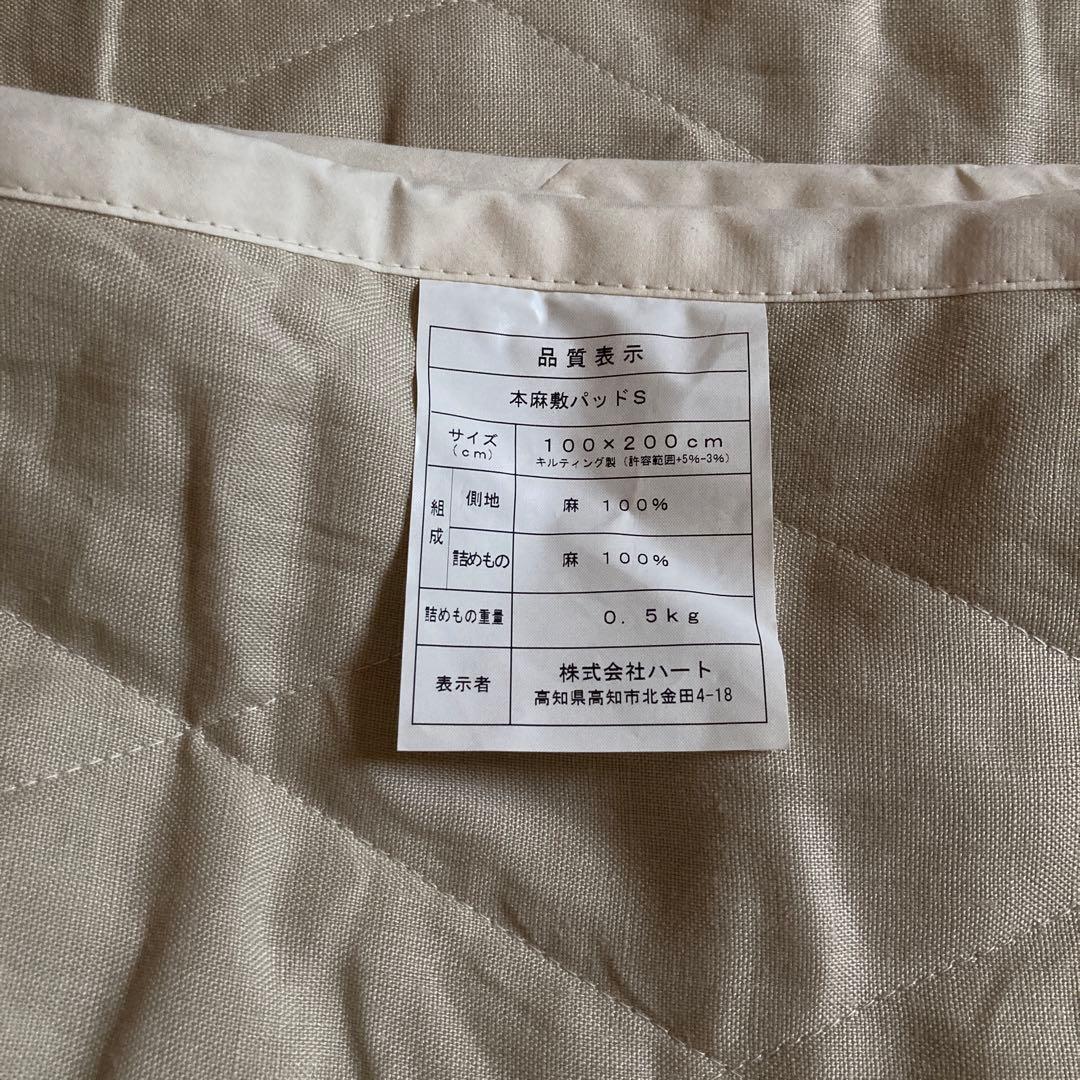 品質表示
本麻敷パッドS
サイズ
(cm)
100×200cm
キルティング製(許容範囲+5%-3%)
組成
側地
麻 100%
詰めもの
麻 100%
詰めもの重量
0.5kg
表示者
株式会社ハート
高知県高知市北金田4-18